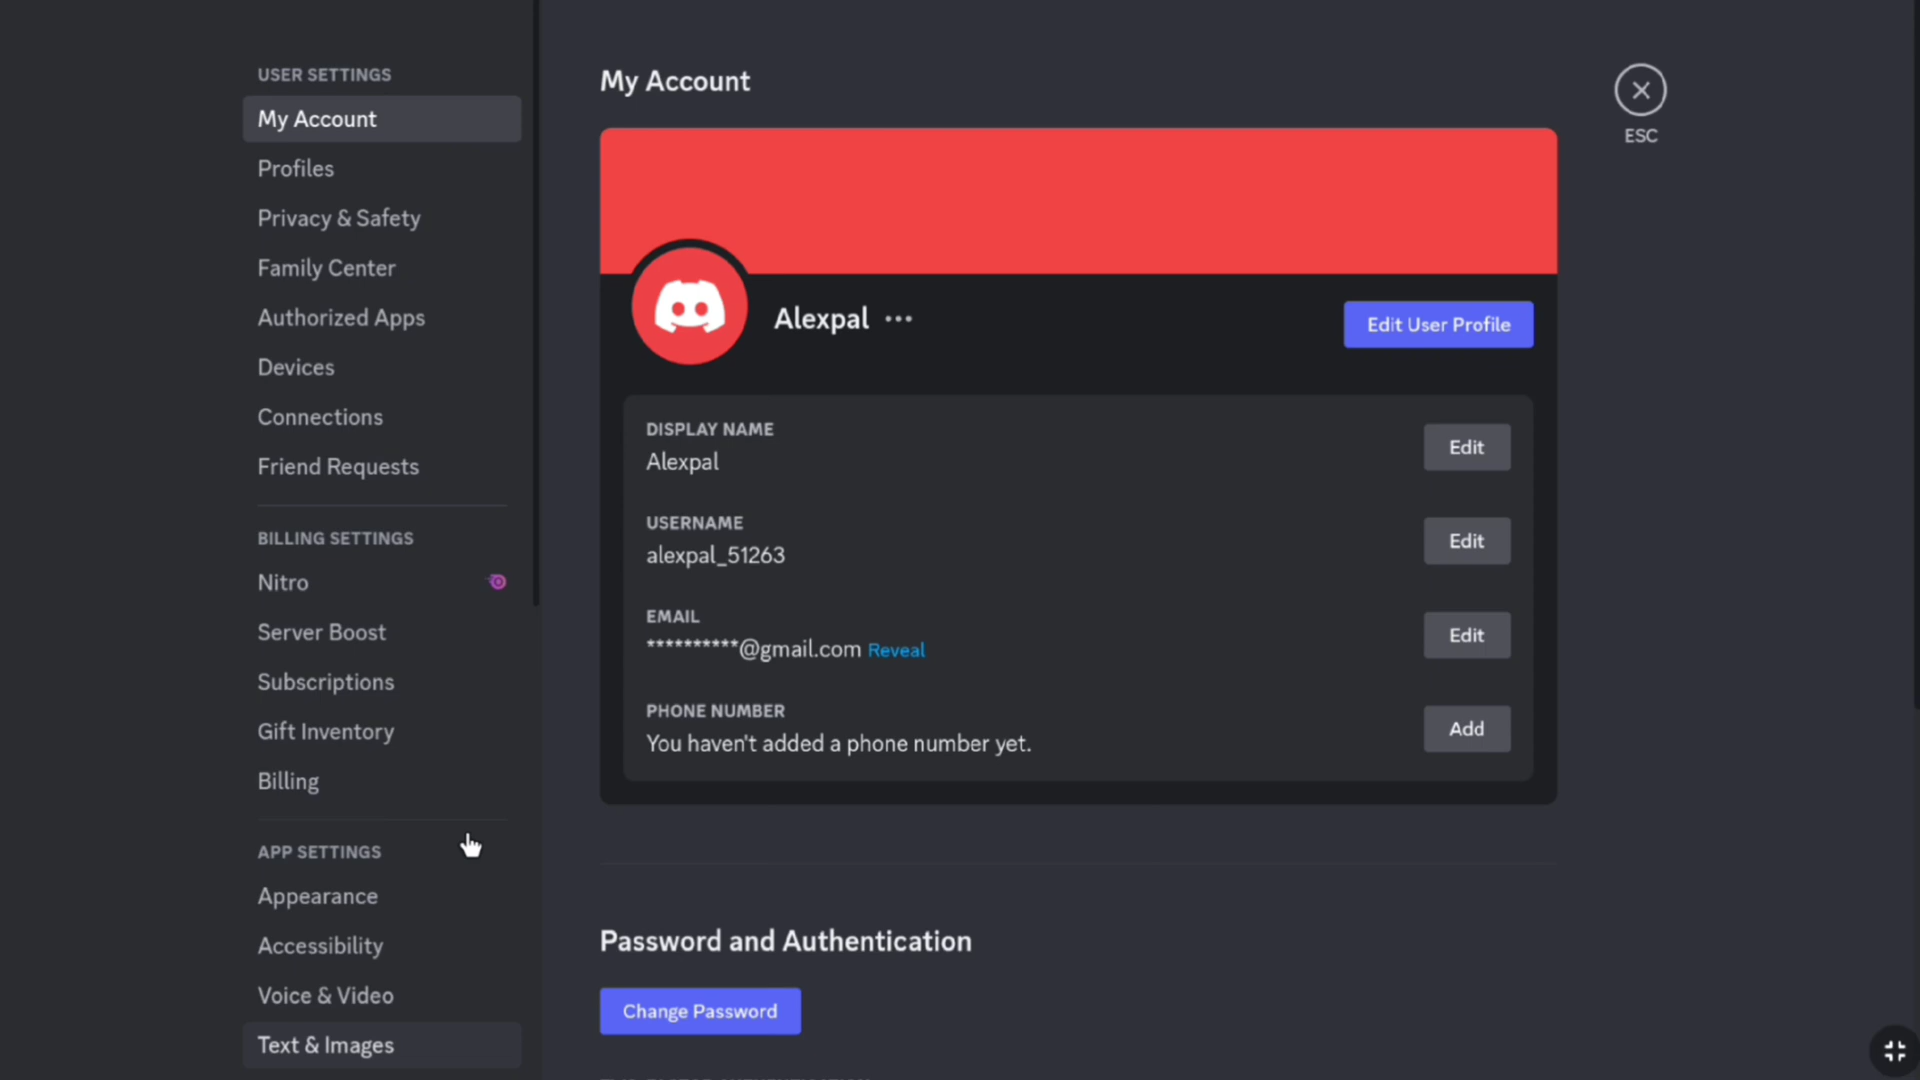 USER SETTINGS
My Account
Profiles
Privacy & Safety
Family Center
Authorized Apps
Devices
Connections
Friend Requests
BILLING SETTINGS
Nitro
Server Boost
Subscriptions
Gift Inventory
Billing
APP SETTINGS
Appearance
Accessibility
Voice & Video
Text & Images
My Account
ESC
Alexpal
Edit User Profile
DISPLAY NAME
Alexpal
Edit
USERNAME
alexpal_51263
Edit
EMAIL
**********@gmail.com Reveal
Edit
PHONE NUMBER
You haven't added a phone number yet.
Add
Password and Authentication
Change Password